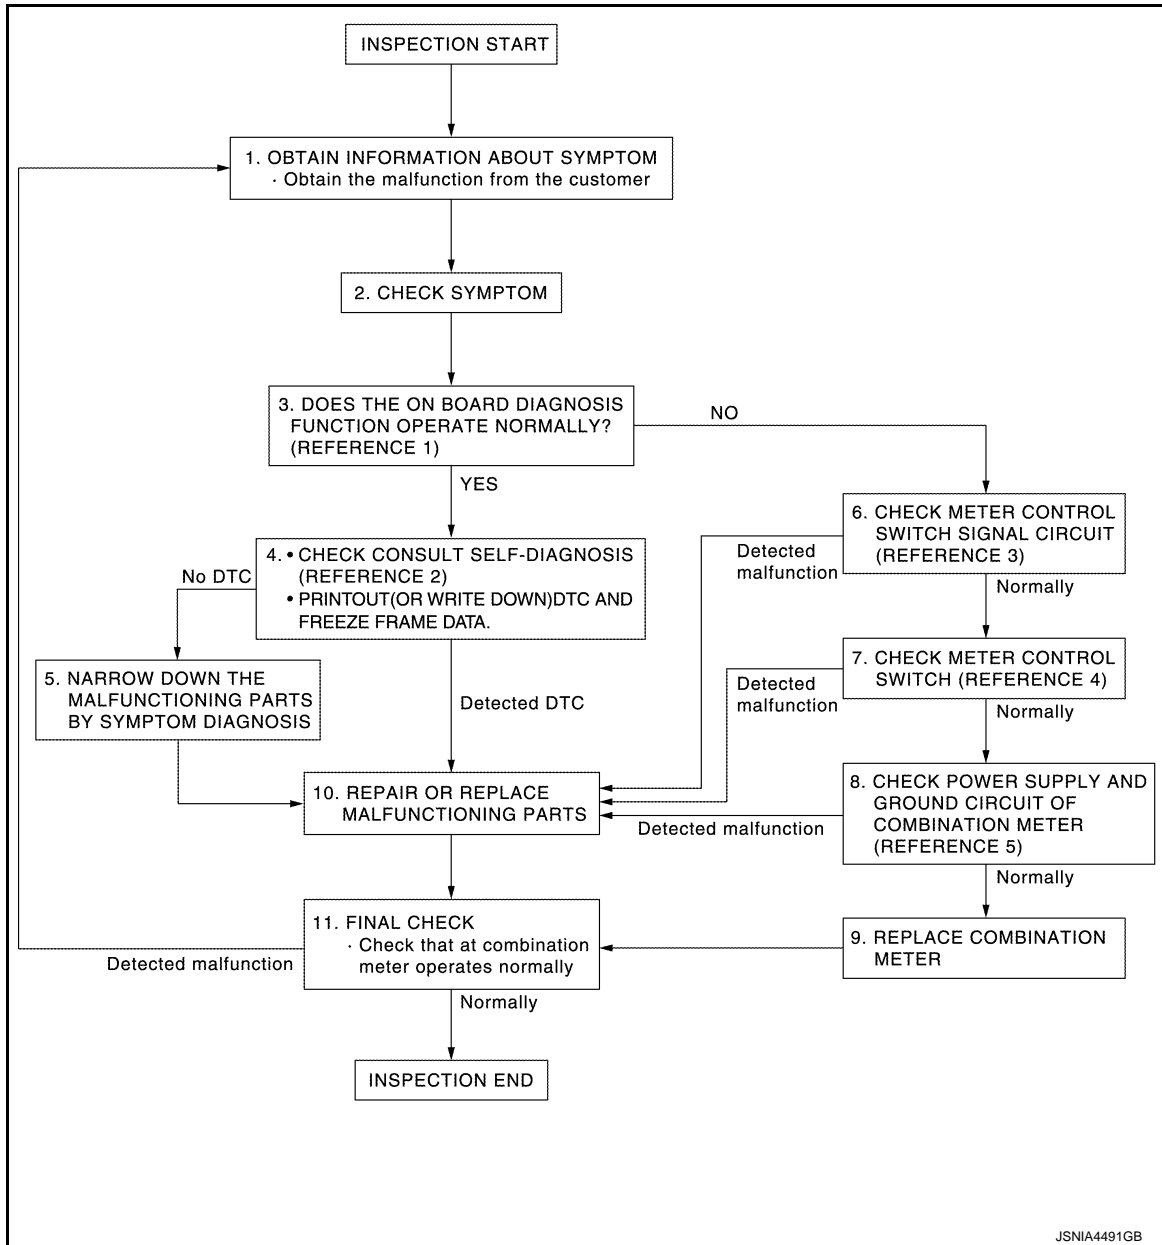 INSPECTION START
1. OBTAIN INFORMATION ABOUT SYMPTOM
· Obtain the malfunction from the customer
2. CHECK SYMPTOM
3. DOES THE ON BOARD DIAGNOSIS
FUNCTION OPERATE NORMALLY?
(REFERENCE 1)
NO
YES
4. • CHECK CONSULT SELF-DIAGNOSIS
(REFERENCE 2)
• PRINTOUT(OR WRITE DOWN)DTC AND
FREEZE FRAME DATA.
No DTC
5. NARROW DOWN THE
MALFUNCTIONING PARTS
BY SYMPTOM DIAGNOSIS
Detected DTC
6. CHECK METER CONTROL
SWITCH SIGNAL CIRCUIT
(REFERENCE 3)
Detected
malfunction
Normally
7. CHECK METER CONTROL
SWITCH (REFERENCE 4)
Detected
malfunction
Normally
8. CHECK POWER SUPPLY AND
GROUND CIRCUIT OF
COMBINATION METER
(REFERENCE 5)
Detected malfunction
Normally
9. REPLACE COMBINATION
METER
10. REPAIR OR REPLACE
MALFUNCTIONING PARTS
11. FINAL CHECK
· Check that at combination
meter operates normally
Detected malfunction
Normally
INSPECTION END
JSNIA4491GB